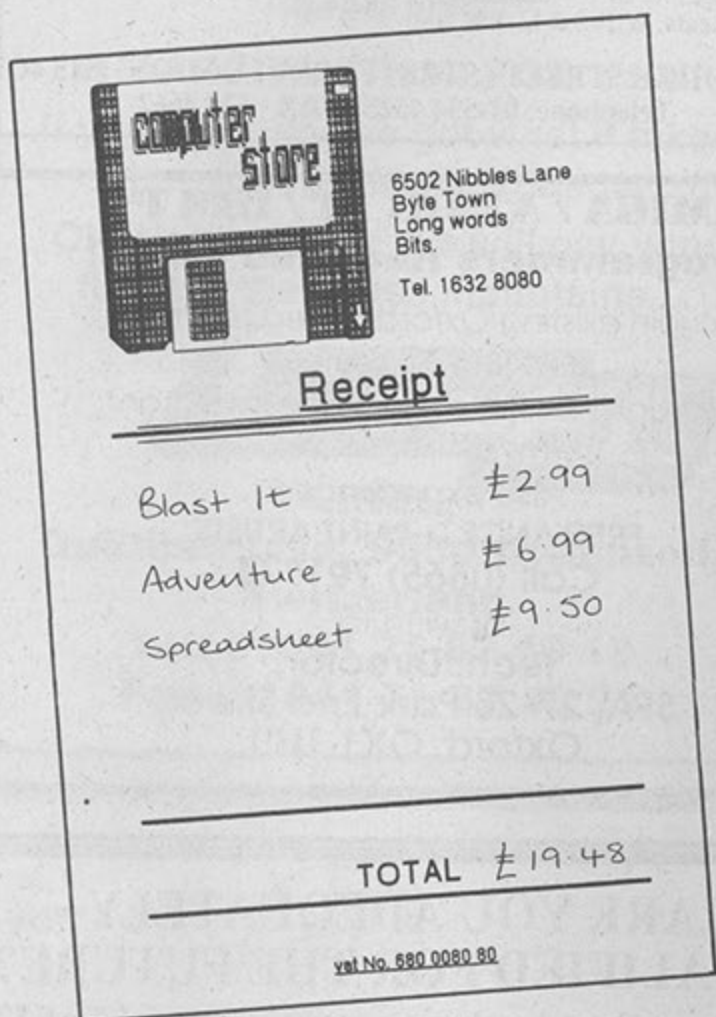 computer
store
6502 Nibbles Lane
Byte Town
Long words
Bits.
Tel. 1632 8080
Receipt
Blast It £2.99
Adventure £6.99
Spreadsheet £9.50
TOTAL £19.48
vat No. 680 0080 80